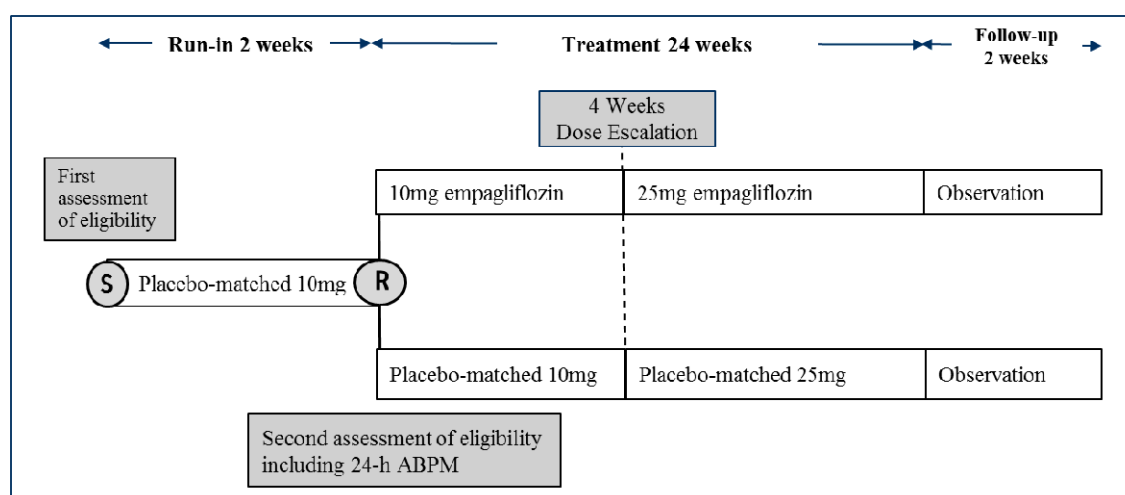 Run-in 2 weeks
Treatment 24 weeks
Follow-up
2 weeks
4 Weeks
Dose Escalation
First
assessment
of eligibility
10mg empagliflozin
25mg empagliflozin
Observation
S
Placebo-matched 10mg
R
Placebo-matched 10mg
Placebo-matched 25mg
Observation
Second assessment of eligibility
including 24-h ABPM